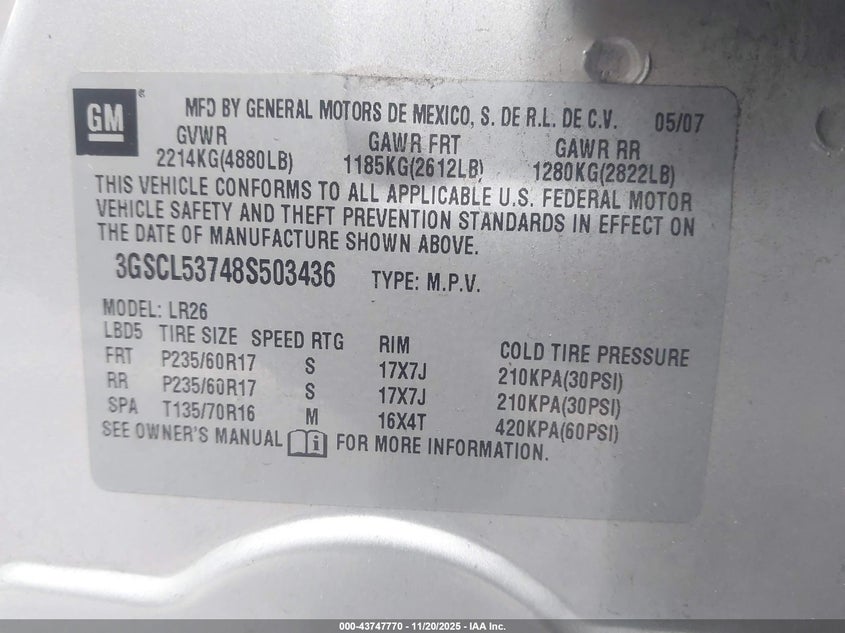 GM
MFD BY GENERAL MOTORS DE MEXICO, S. DE R.L. DE C.V. 05/07
GVWR GAWR FRT GAWR RR
2214KG(4880LB) 1185KG(2612LB) 1280KG(2822LB)
THIS VEHICLE CONFORMS TO ALL APPLICABLE U.S. FEDERAL MOTOR
VEHICLE SAFETY AND THEFT PREVENTION STANDARDS IN EFFECT ON
THE DATE OF MANUFACTURE SHOWN ABOVE.
3GSCL53748S503436 TYPE: M.P.V.
MODEL: LR26
LBD5 TIRE SIZE SPEED RTG RIM COLD TIRE PRESSURE
FRT P235/60R17 S 17X7J 210KPA(30PSI)
RR P235/60R17 S 17X7J 210KPA(30PSI)
SPA T135/70R16 M 16X4T 420KPA(60PSI)
SEE OWNER'S MANUAL FOR MORE INFORMATION.
000-43747770 - 11/20/2025 - IAA Inc.